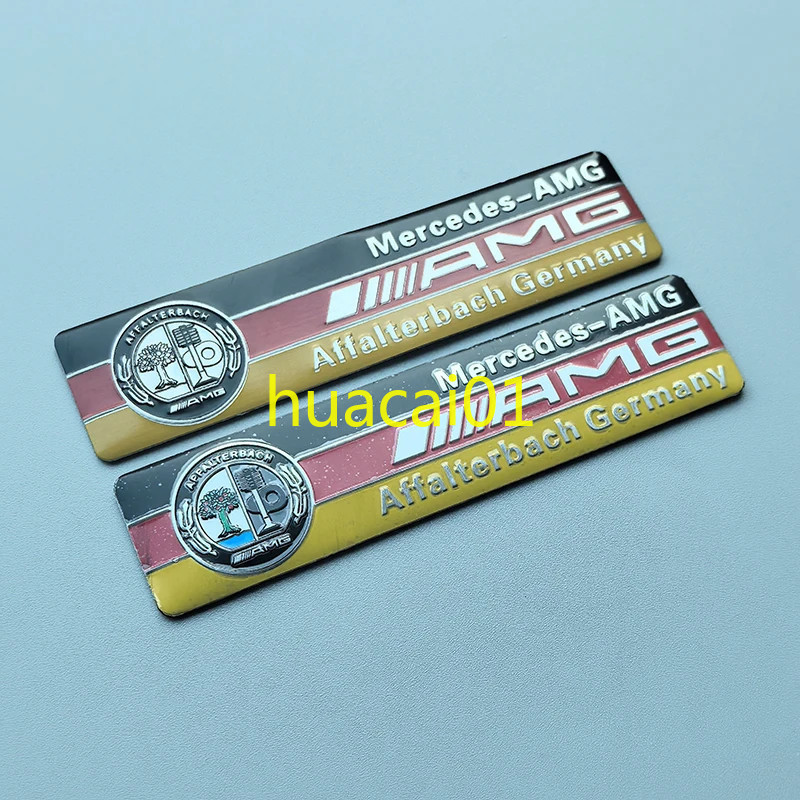 Mercedes-AMG
AMG
Affalterbach Germany
AFFALTERBACH
AMG
huacai01
Mercedes-AMG
AMG
Affalterbach Germany
AFFALTERBACH
AMG